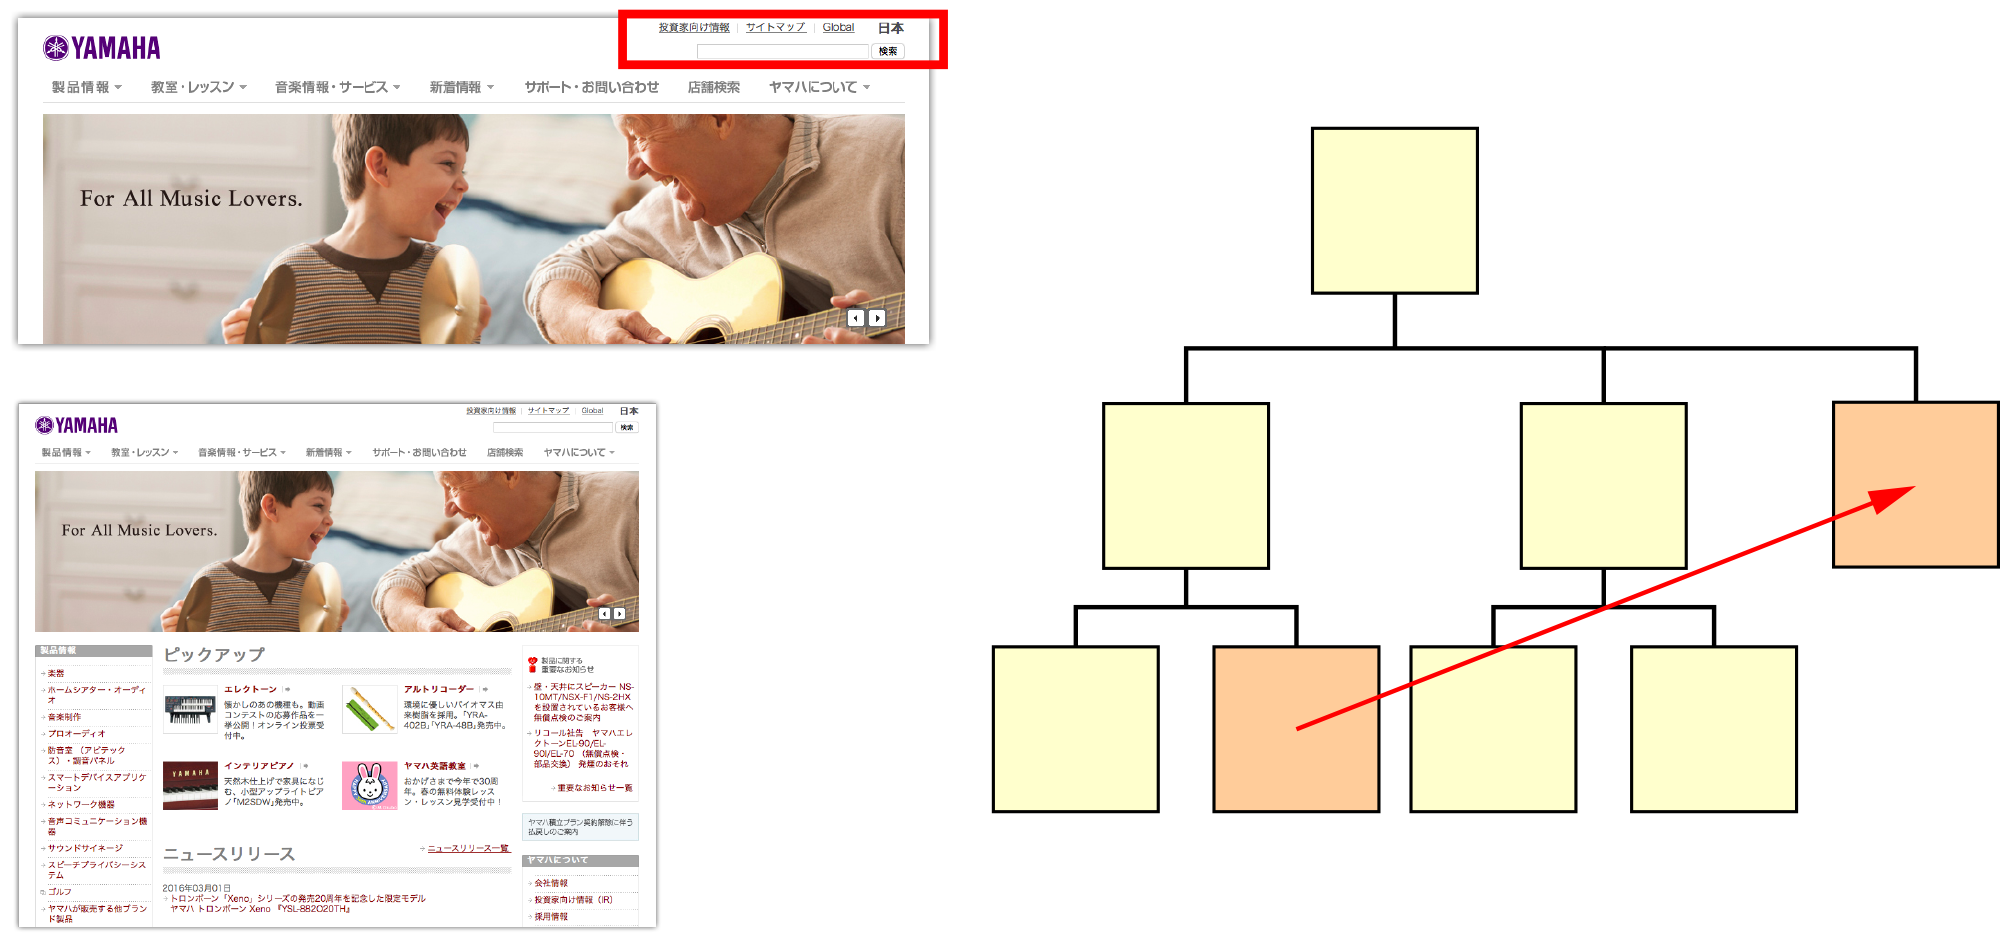 投資家向け情報 サイトマップ Global 日本
YAMAHA
検索
製品情報 教室・レッスン 音楽情報・サービス 新着情報 サポート・お問い合わせ 店舗検索 ヤマハについて
For All Music Lovers.
投資家向け情報 サイトマップ Global 日本
YAMAHA
検索
製品情報 教室・レッスン 音楽情報・サービス 新着情報 サポート・お問い合わせ 店舗検索 ヤマハについて
For All Music Lovers.
製品情報
楽器
ホームシアター・オーディ
オ
音楽制作
プロオーディオ
防音室 （アビテック
ス）・調音パネル
スマートデバイスアプリケ
ーション
ネットワーク機器
音声コミュニケーション機
器
サウンドサイネージ
スピーチプライバシーシス
テム
ゴルフ
ヤマハが販売する他ブラン
ド製品
ピックアップ
エレクトーン
懐かしのあの機種も。動画
コンテストの応募作品を一
挙公開！オンライン投票受
付中。
アルトリコーダー
環境に優しいバイオマス由
来樹脂を採用。「YRA-
402B」「YRA-48B」発売中。
YAMAHA
インテリアピアノ
天然木仕上げで家具になじ
む、小型アップライトピア
ノ「M2SDW」発売中。
ヤマハ英語教室
おかげさまで今年で30周
年。春の無料体験レッス
ン・レッスン見学受付中！
ニュースリリース
ニュースリリース一覧
2016年03月01日
トロンボーン「Xeno」シリーズの発売20周年を記念した限定モデル
ヤマハ トロンボーン Xeno 『YSL-882O20TH』
製品に関する
重要なお知らせ
壁・天井にスピーカー NS-
10MT/NSX-F1/NS-2HX
を設置されているお客様へ
無償点検のご案内
リコール社告 ヤマハエレ
クトーンEL-90/EL-
90I/EL-70 （無償点検・
部品交換） 発煙のおそれ
重要なお知らせ一覧
ヤマハ積立プラン契約解除に伴う
払戻しのご案内
ヤマハについて
会社情報
投資家向け情報（IR）
採用情報